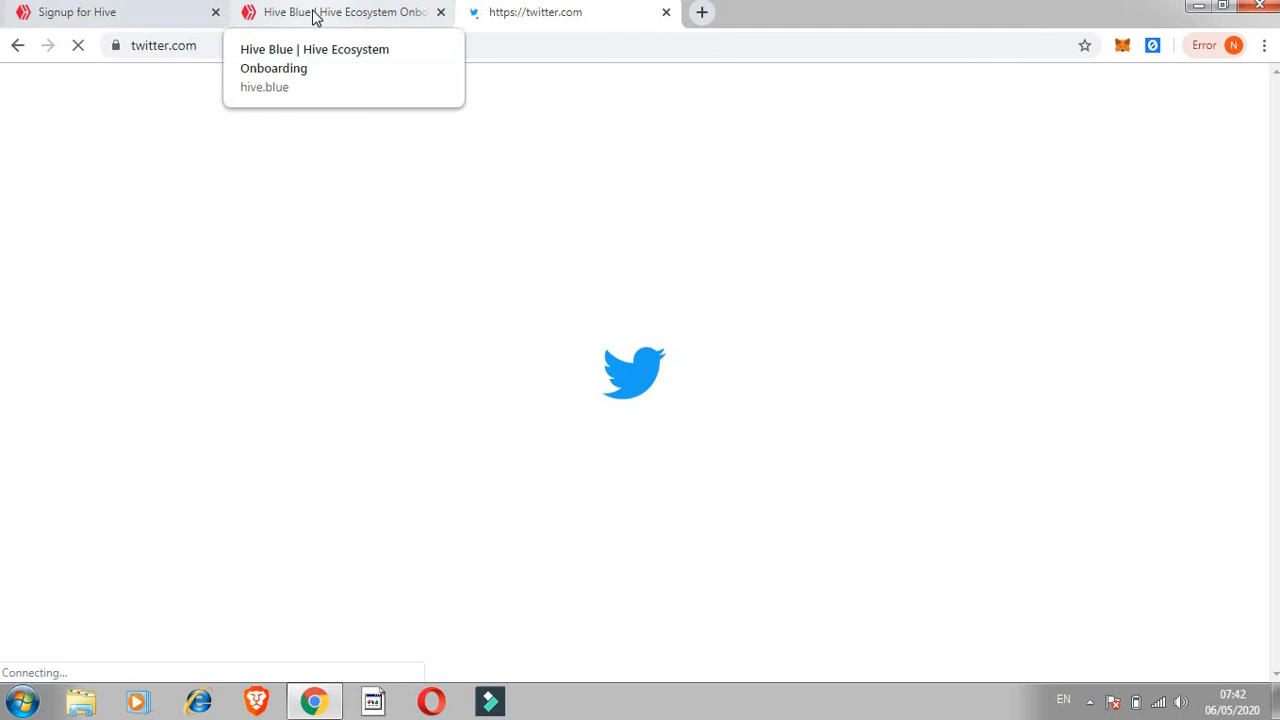 Signup for Hive
Hive Blue | Hive Ecosystem Onbo
https://twitter.com
twitter.com
Error
N
Hive Blue | Hive Ecosystem
Onboarding
hive.blue
Connecting...
EN
07:42
06/05/2020